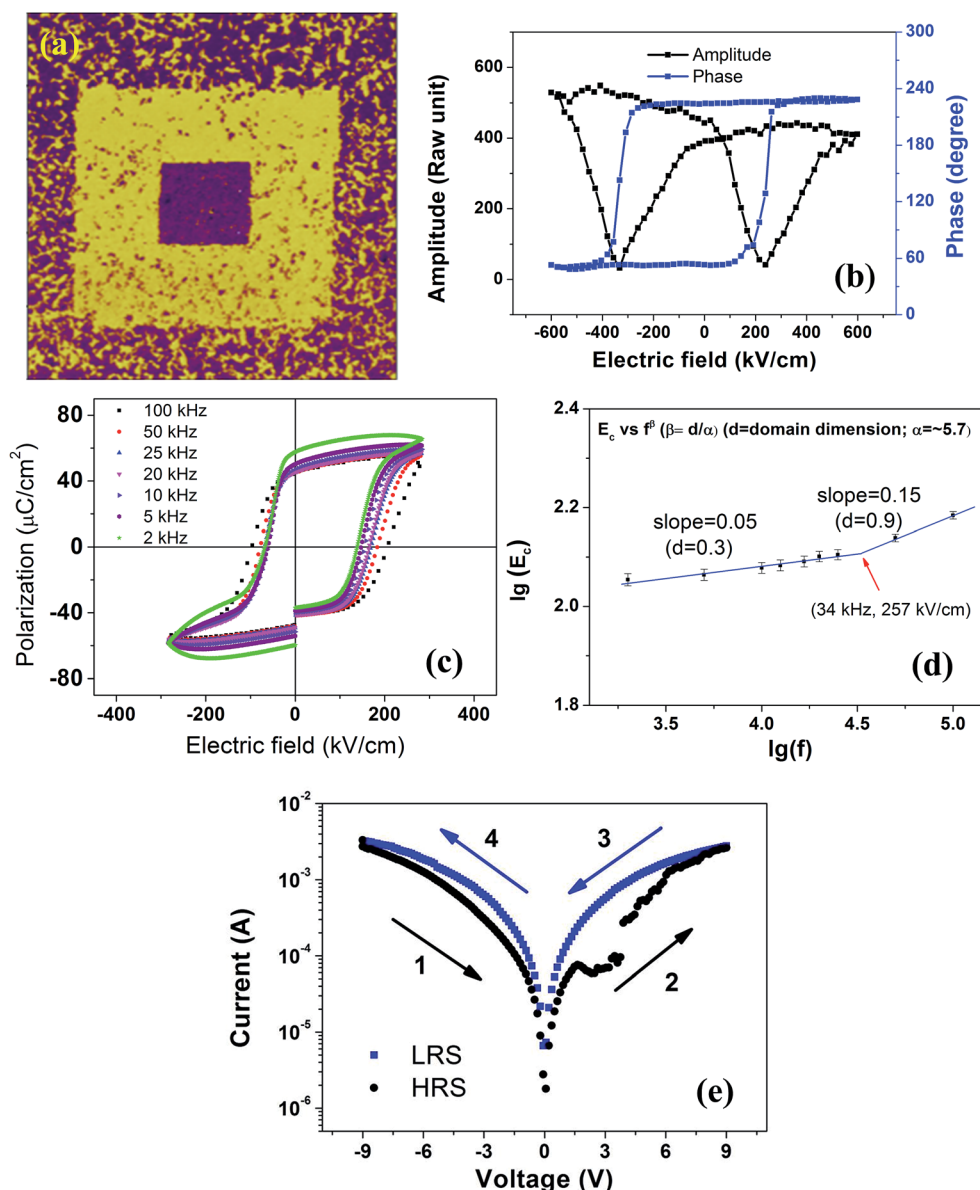 (a)
Amplitude
Phase
Amplitude (Raw unit)
600
400
200
0
-600 -400 -200 0 200 400 600
Electric field (kV/cm)
300
240
180
120
60
0
Phase (degree)
(b)
100 kHz
50 kHz
25 kHz
20 kHz
10 kHz
5 kHz
2 kHz
Polarization (μC/cm²)
80
40
0
-40
-80
-400 -200 0 200 400
Electric field (kV/cm)
(c)
E_c vs f^β (β= d/α) (d=domain dimension; α=~5.7)
slope=0.05
(d=0.3)
slope=0.15
(d=0.9)
(34 kHz, 257 kV/cm)
lg (E_c)
2.4
2.2
2.0
1.8
3.5 4.0 4.5 5.0
lg(f)
(d)
Current (A)
10⁻²
10⁻³
10⁻⁴
10⁻⁵
10⁻⁶
4
3
1
2
LRS
HRS
-9 -6 -3 0 3 6 9
Voltage (V)
(e)